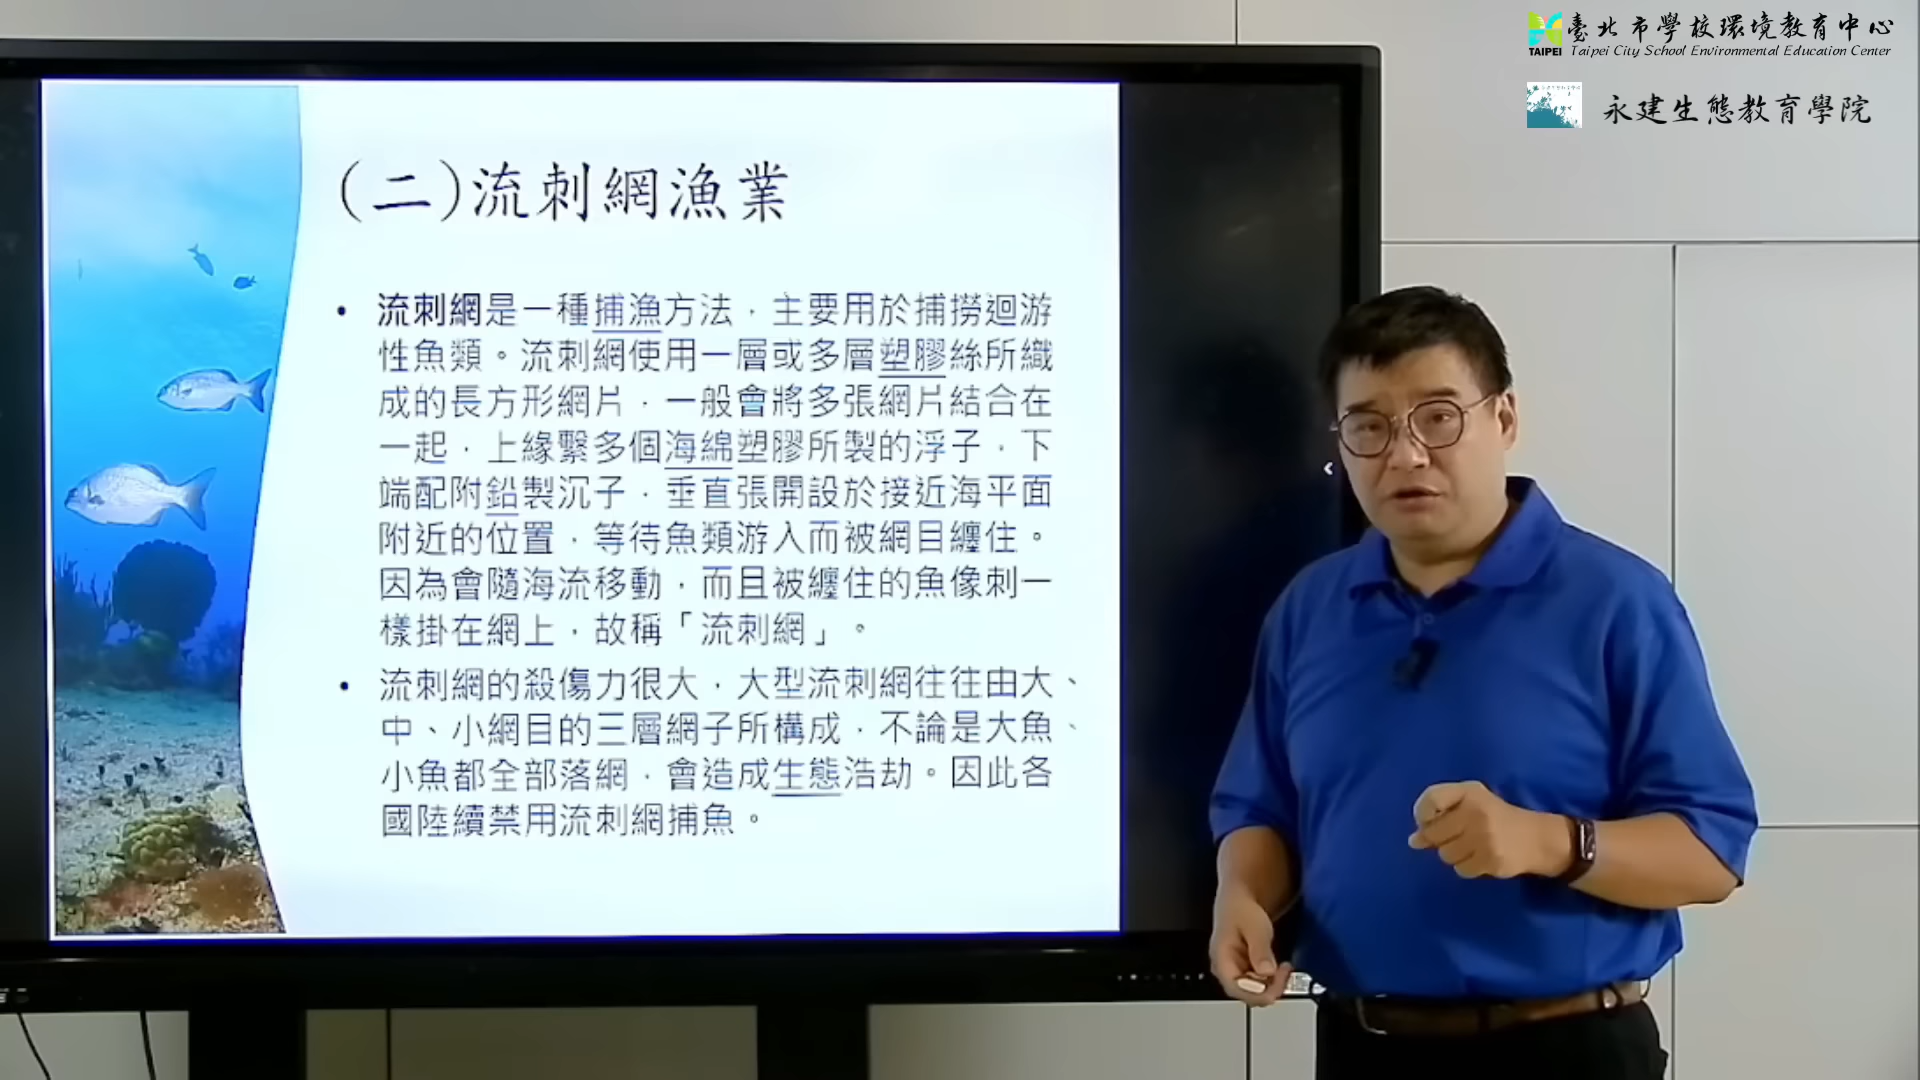 臺北市學校環境教育中心
TAIPEI
Taipei City School Environmental Education Center
永建生態教育學院
(二)流刺網漁業
• 流刺網是一種捕漁方法，主要用於捕撈迴游
性魚類。流刺網使用一層或多層塑膠絲所織
成的長方形網片，一般會將多張網片結合在
一起，上緣繫多個海綿塑膠所製的浮子，下
端配附鉛製沉子，垂直張開設於接近海平面
附近的位置，等待魚類游入而被網目纏住。
因為會隨海流移動，而且被纏住的魚像刺一
樣掛在網上，故稱「流刺網」。
• 流刺網的殺傷力很大，大型流刺網往往由大、
中、小網目的三層網子所構成，不論是大魚、
小魚都全部落網，會造成生態浩劫。因此各
國陸續禁用流刺網捕魚。